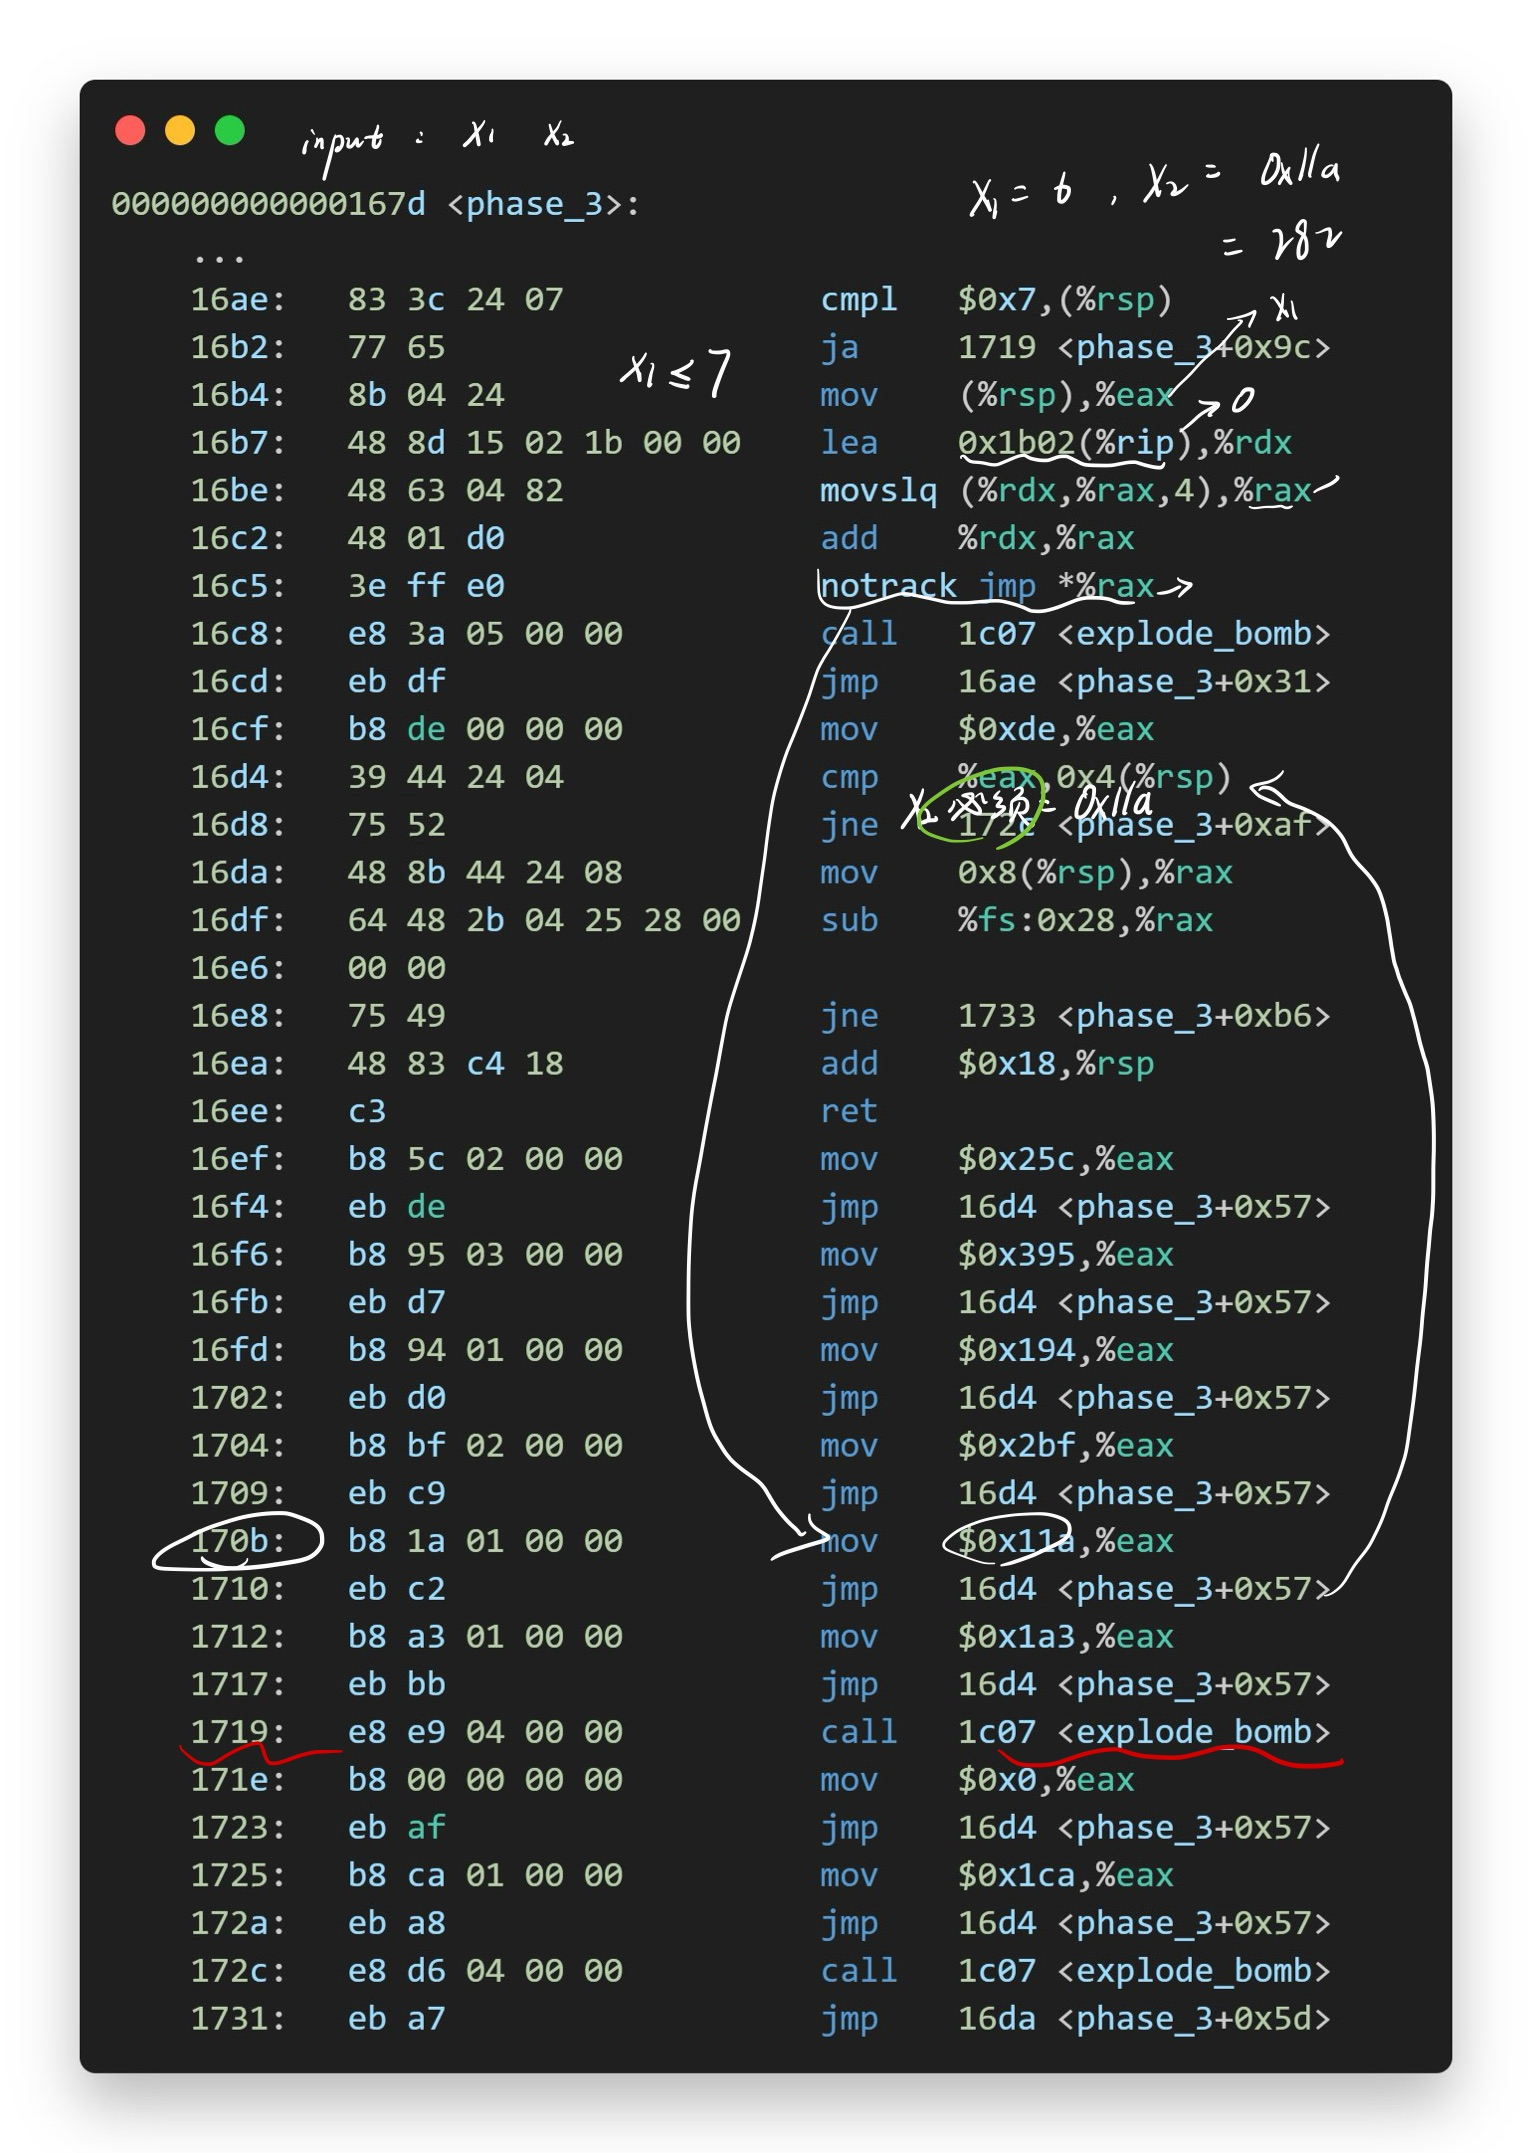 input : x1 x2
000000000000167d <phase_3>:
x1 = 6 , x2 = 0x11a
= 282
...
16ae: 83 3c 24 07 cmpl $0x7,(%rsp)
x1
16b2: 77 65 ja 1719 <phase_3+0x9c>
x1 ≤ 7
16b4: 8b 04 24 mov (%rsp),%eax
0
16b7: 48 8d 15 02 1b 00 00 lea 0x1b02(%rip),%rdx
16be: 48 63 04 82 movslq (%rdx,%rax,4),%rax
16c2: 48 01 d0 add %rdx,%rax
16c5: 3e ff e0 notrack jmp *%rax
16c8: e8 3a 05 00 00 call 1c07 <explode_bomb>
16cd: eb df jmp 16ae <phase_3+0x31>
16cf: b8 de 00 00 00 mov $0xde,%eax
16d4: 39 44 24 04 cmp %eax,0x4(%rsp)
x2 必须 = 0x11a
16d8: 75 52 jne 172c <phase_3+0xaf>
16da: 48 8b 44 24 08 mov 0x8(%rsp),%rax
16df: 64 48 2b 04 25 28 00 sub %fs:0x28,%rax
16e6: 00 00
16e8: 75 49 jne 1733 <phase_3+0xb6>
16ea: 48 83 c4 18 add $0x18,%rsp
16ee: c3 ret
16ef: b8 5c 02 00 00 mov $0x25c,%eax
16f4: eb de jmp 16d4 <phase_3+0x57>
16f6: b8 95 03 00 00 mov $0x395,%eax
16fb: eb d7 jmp 16d4 <phase_3+0x57>
16fd: b8 94 01 00 00 mov $0x194,%eax
1702: eb d0 jmp 16d4 <phase_3+0x57>
1704: b8 bf 02 00 00 mov $0x2bf,%eax
1709: eb c9 jmp 16d4 <phase_3+0x57>
170b: b8 1a 01 00 00 mov $0x11a,%eax
1710: eb c2 jmp 16d4 <phase_3+0x57>
1712: b8 a3 01 00 00 mov $0x1a3,%eax
1717: eb bb jmp 16d4 <phase_3+0x57>
1719: e8 e9 04 00 00 call 1c07 <explode_bomb>
171e: b8 00 00 00 00 mov $0x0,%eax
1723: eb af jmp 16d4 <phase_3+0x57>
1725: b8 ca 01 00 00 mov $0x1ca,%eax
172a: eb a8 jmp 16d4 <phase_3+0x57>
172c: e8 d6 04 00 00 call 1c07 <explode_bomb>
1731: eb a7 jmp 16da <phase_3+0x5d>